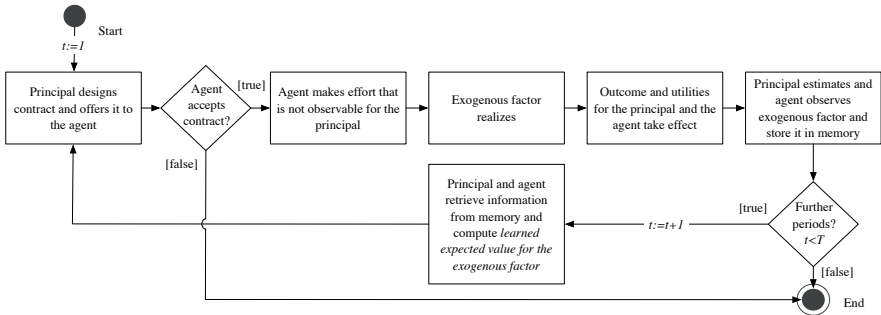 Start
t:=1
Principal designs
contract and offers it to
the agent
Agent
accepts
contract?
[true]
[false]
Agent makes effort that
is not observable for the
principal
Exogenous factor
realizes
Outcome and utilities
for the principal and the
agent take effect
Principal estimates and
agent observes
exogenous factor and
store it in memory
Further
periods?
t<T
[true]
[false]
t:=t+1
Principal and agent
retrieve information
from memory and
compute learned
expected value for the
exogenous factor
End